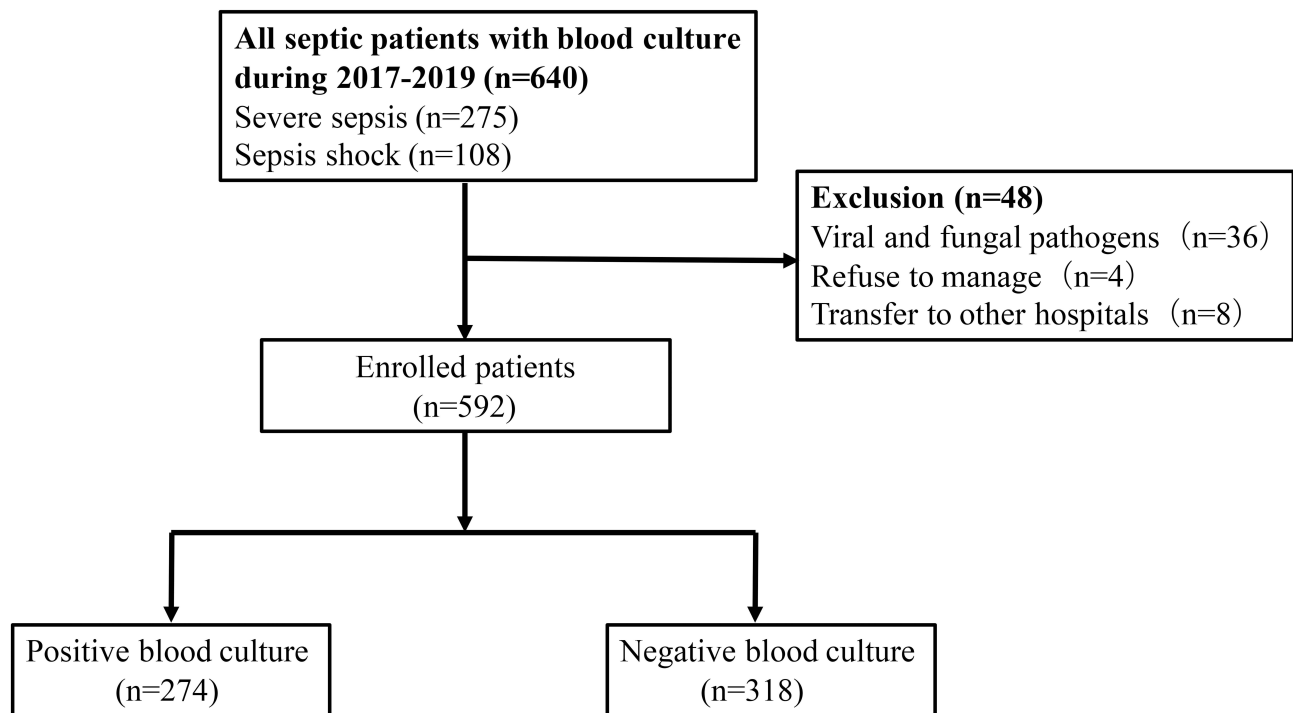 All septic patients with blood culture
during 2017-2019 (n=640)
Severe sepsis (n=275)
Sepsis shock (n=108)
Exclusion (n=48)
Viral and fungal pathogens（n=36）
Refuse to manage（n=4）
Transfer to other hospitals（n=8）
Enrolled patients
(n=592)
Positive blood culture
(n=274)
Negative blood culture
(n=318)